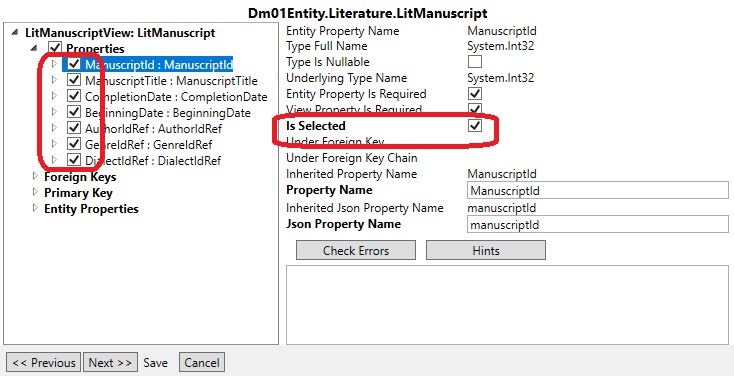 Dm01Entity.Literature.LitManuscript
LitManuscriptView: LitManuscript
Properties
ManuscriptId : ManuscriptId
ManuscriptTitle : ManuscriptTitle
CompletionDate : CompletionDate
BeginningDate : BeginningDate
AuthorIdRef : AuthorIdRef
GenreIdRef : GenreIdRef
DialectIdRef : DialectIdRef
Foreign Keys
Primary Key
Entity Properties
Entity Property Name ManuscriptId
Type Full Name System.Int32
Type Is Nullable
Underlying Type Name System.Int32
Entity Property Is Required
View Property Is Required
Is Selected
Under Foreign Key
Under Foreign Key Chain
Inherited Property Name ManuscriptId
Property Name ManuscriptId
Inherited Json Property Name manuscriptId
Json Property Name manuscriptId
Check Errors Hints
<< Previous Next >> Save Cancel